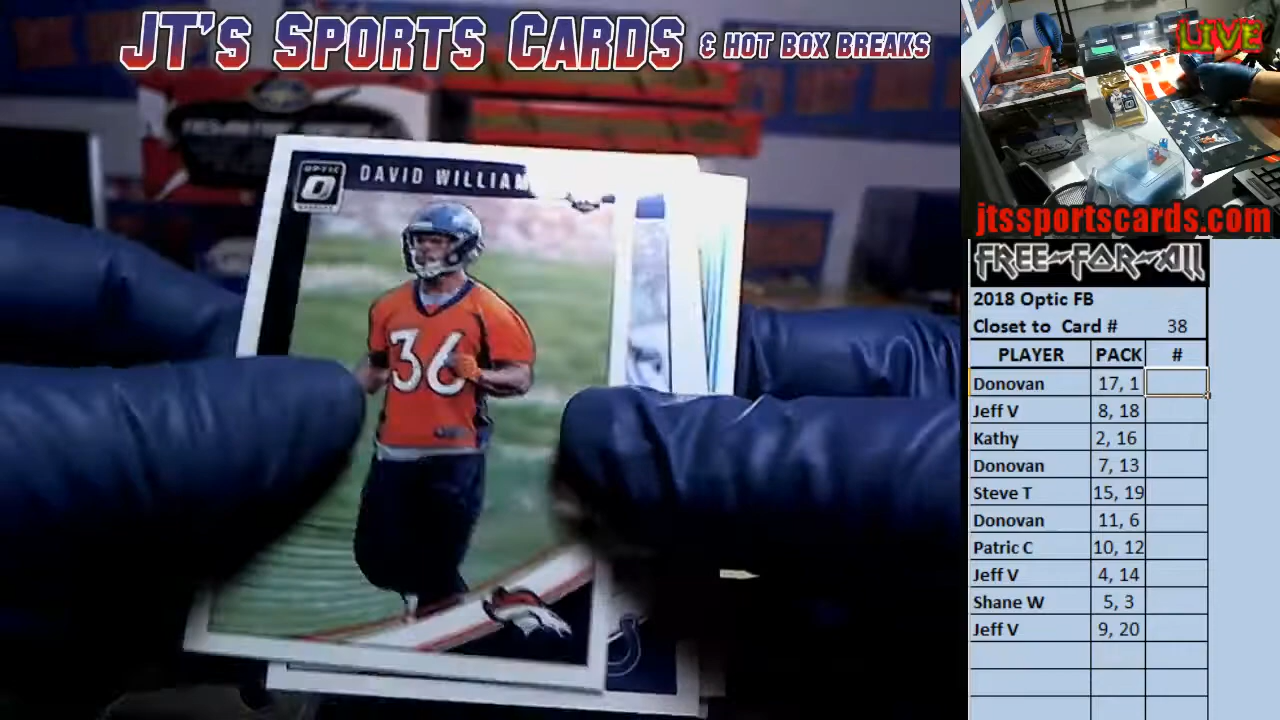 JT's Sports Cards & Hot Box Breaks
LIVE
jtssportscards.com
FREE-FOR-ALL
2018 Optic FB
Closet to Card # 38
PLAYER PACK #
Donovan 17, 1
Jeff V 8, 18
Kathy 2, 16
Donovan 7, 13
Steve T 15, 19
Donovan 11, 6
Patric C 10, 12
Jeff V 4, 14
Shane W 5, 3
Jeff V 9, 20
OPTIC
DAVID WILLIAM
36